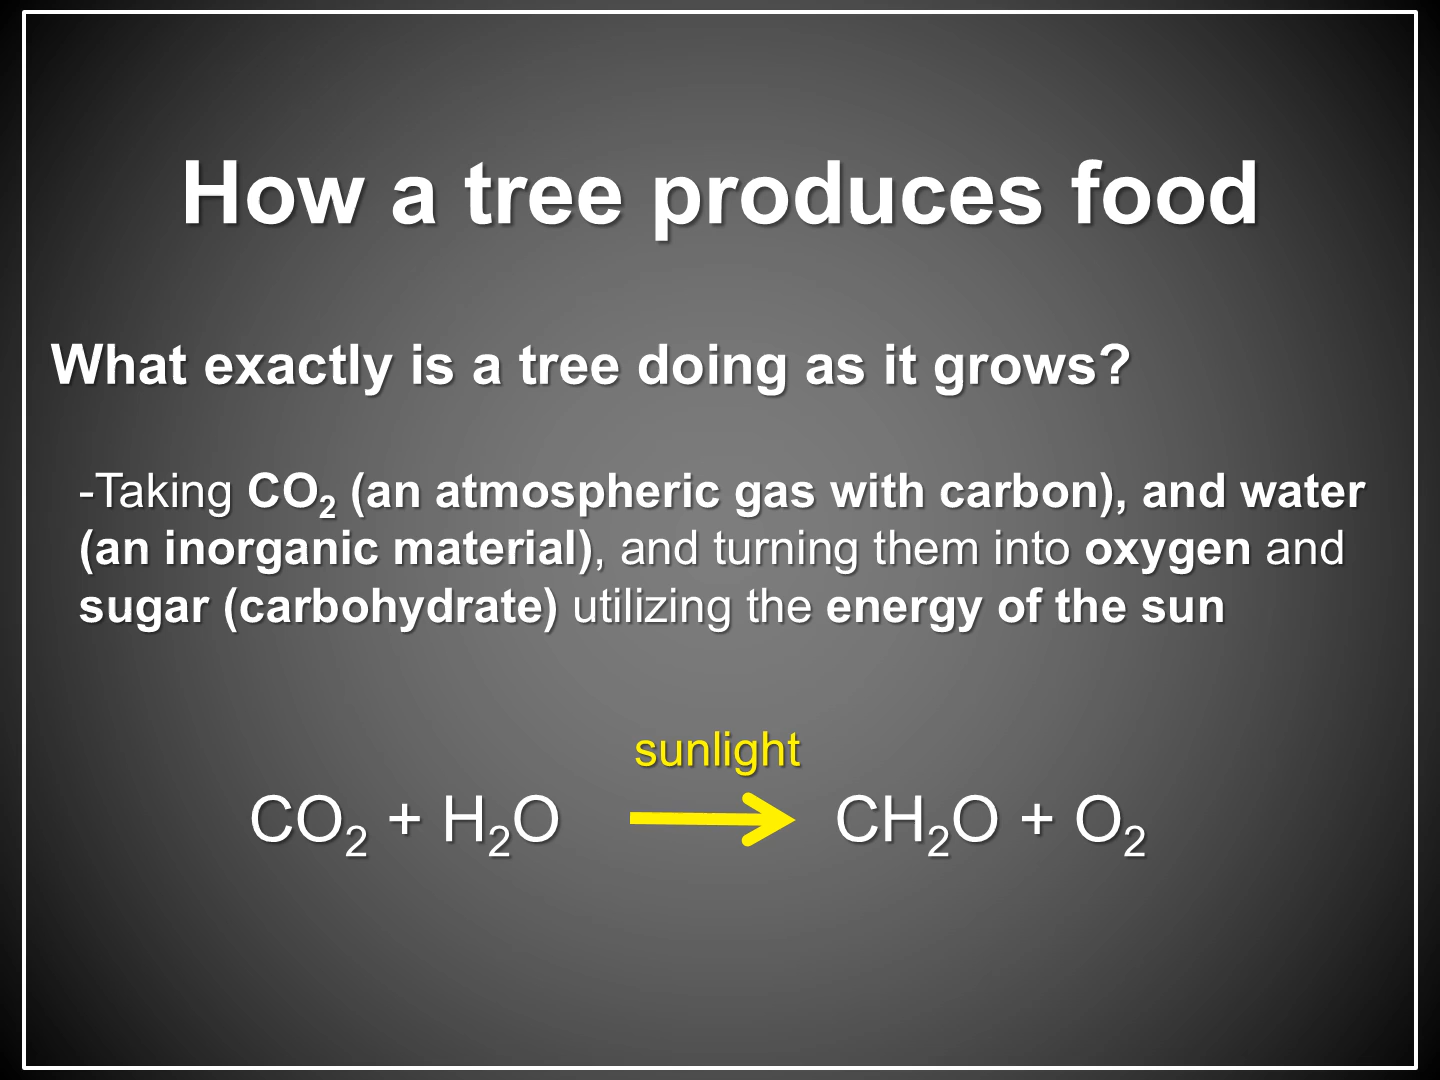 How a tree produces food
What exactly is a tree doing as it grows?
-Taking CO₂ (an atmospheric gas with carbon), and water
(an inorganic material), and turning them into oxygen and
sugar (carbohydrate) utilizing the energy of the sun
sunlight
CO₂ + H₂O → CH₂O + O₂